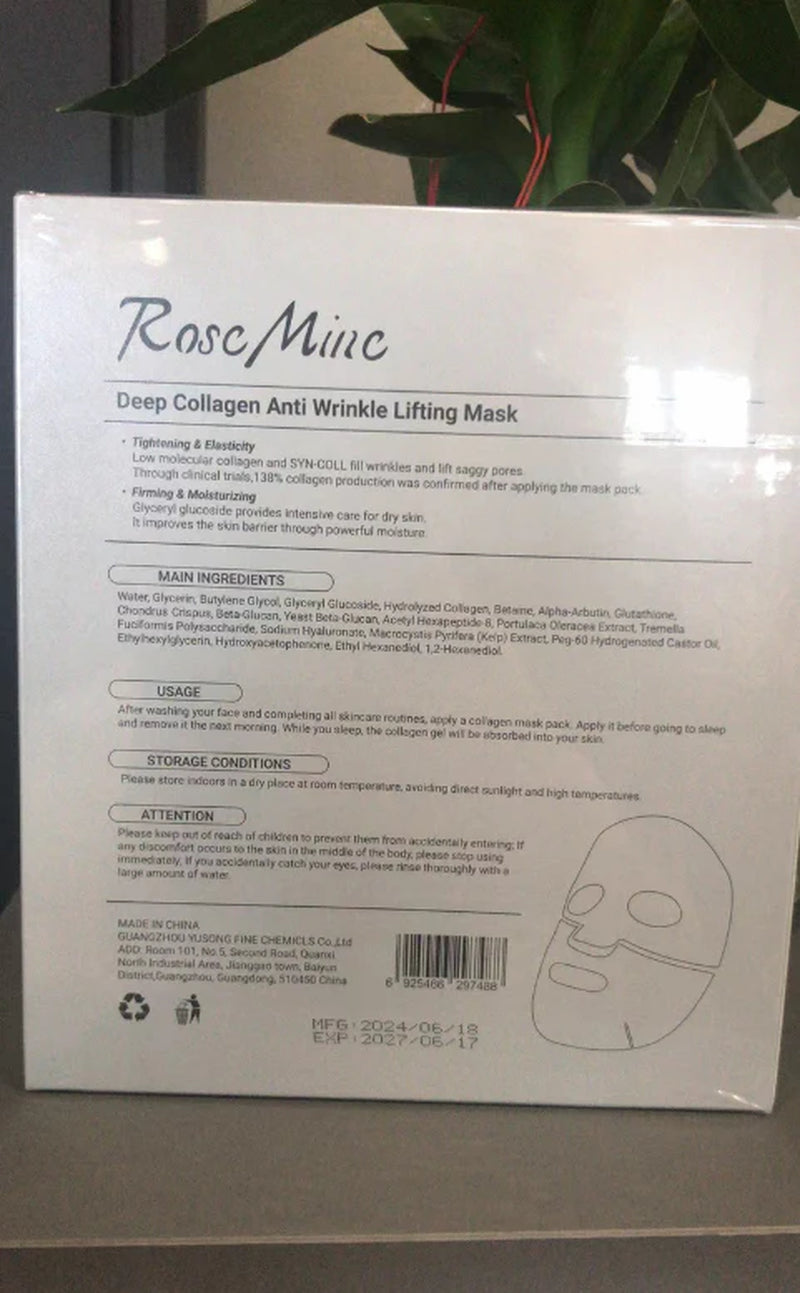 Rose Mine
Deep Collagen Anti Wrinkle Lifting Mask
• Tightening & Elasticity
Low molecular collagen and SYN-COLL fill wrinkles and lift saggy pores.
Through clinical trials,138% collagen production was confirmed after applying the mask pack.
• Firming & Moisturizing
Glyceryl glucoside provides intensive care for dry skin.
It improves the skin barrier through powerful moisture.
MAIN INGREDIENTS
Water, Glycerin, Butylene Glycol, Glyceryl Glucoside, Hydrolyzed Collagen, Betaine, Alpha-Arbutin, Glutathione,
Chondrus Crispus, Beta-Glucan, Yeast Beta-Glucan, Acetyl Hexapeptide-8, Portulaca Oleracea Extract, Tremella
Fuciformis Polysaccharide, Sodium Hyaluronate, Macrocystis Pyrifera (Kelp) Extract, Peg-60 Hydrogenated Castor Oil,
Ethylhexylglycerin, Hydroxyacetophenone, Ethyl Hexanediol, 1,2-Hexanediol.
USAGE
After washing your face and completing all skincare routines, apply a collagen mask pack. Apply it before going to sleep
and remove it the next morning. While you sleep, the collagen gel will be absorbed into your skin.
STORAGE CONDITIONS
Please store indoors in a dry place at room temperature, avoiding direct sunlight and high temperatures.
ATTENTION
Please keep out of reach of children to prevent them from accidentally entering; If
any discomfort occurs to the skin in the middle of the body, please stop using
immediately, If you accidentally catch your eyes, please rinse thoroughly with a
large amount of water.
MADE IN CHINA
GUANGZHOU YUSONG FINE CHEMICLS Co.,Ltd
ADD: Room 101, No.5, Second Road, Quanxi
North Industrial Area, Jianggao town, Baiyun
District,Guangzhou, Guangdong, 510450 China
6 925466 297488
MFG:2024/06/18
EXP:2027/06/17